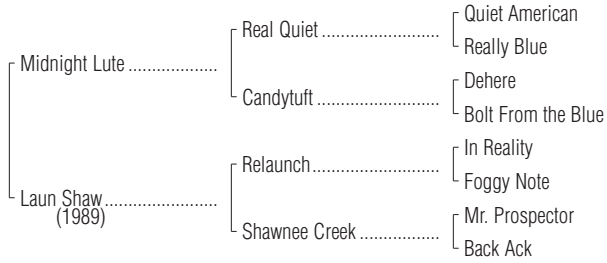 Quiet American
Real Quiet ............................
Really Blue
Midnight Lute ....................
Dehere
Candytuft .............................
Bolt From the Blue
In Reality
Relaunch ..............................
Foggy Note
Laun Shaw .........................
(1989)
Mr. Prospector
Shawnee Creek ..................
Back Ack